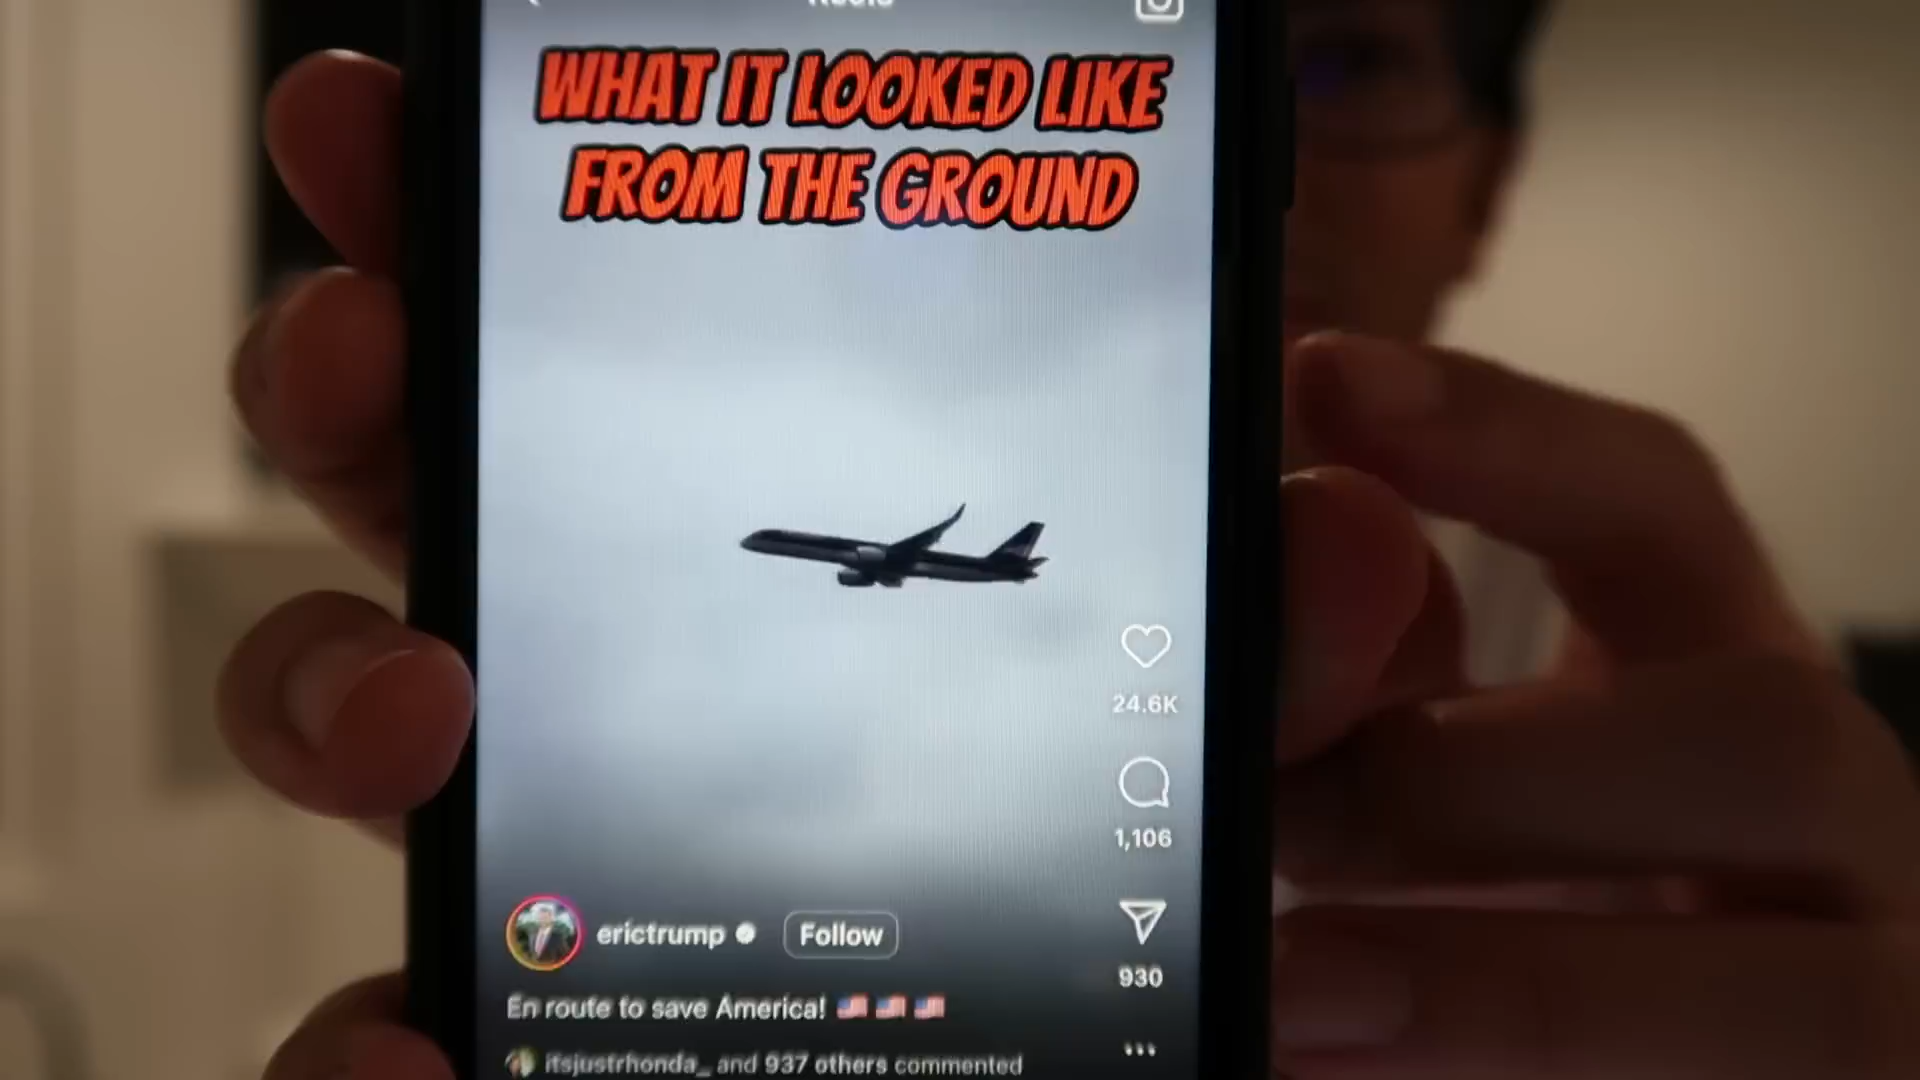 WHAT IT LOOKED LIKE
FROM THE GROUND
24.6K
1,106
erictrump
Follow
930
En route to save America!
itsjustrhonda_ and 937 others commented